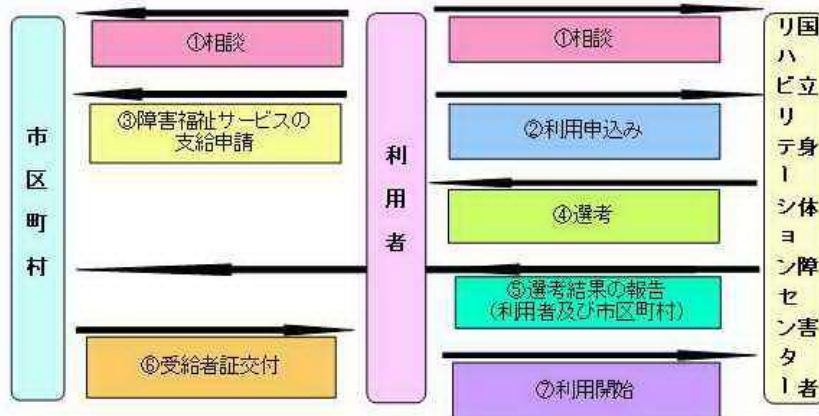 ①相談
①相談
③障害福祉サービスの
支給申請
②利用申込み
④選考
⑤選考結果の報告
(利用者及び市区町村)
⑥受給者証交付
⑦利用開始
市区町村
利用者
国立身体障害者
リハビリテーションセンター